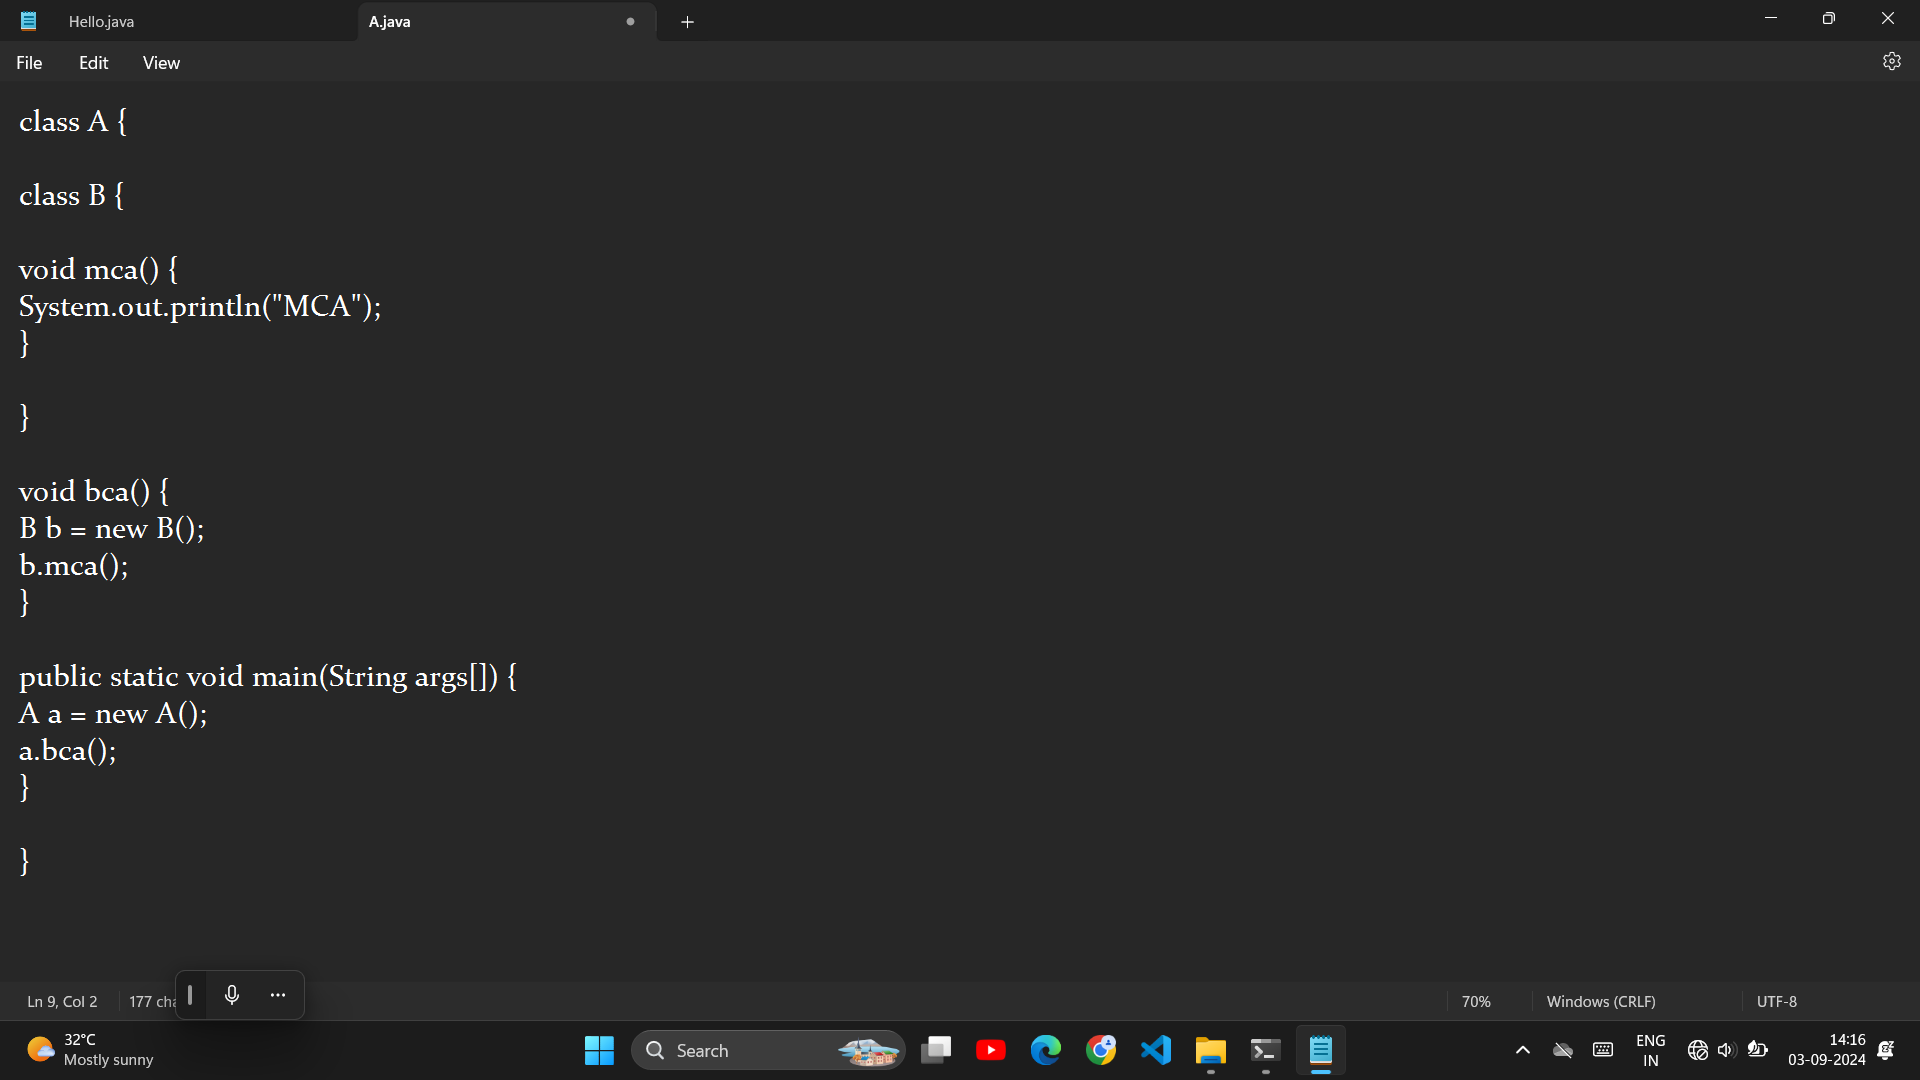 Hello.java
A.java
File Edit View
class A {
class B {
void mca() {
System.out.println("MCA");
}
}
void bca() {
B b = new B();
b.mca();
}
public static void main(String args[]) {
A a = new A();
a.bca();
}
}
Ln 9, Col 2 177 cha 70% Windows (CRLF) UTF-8
32°C
Mostly sunny
Search
ENG
IN
14:16
03-09-2024